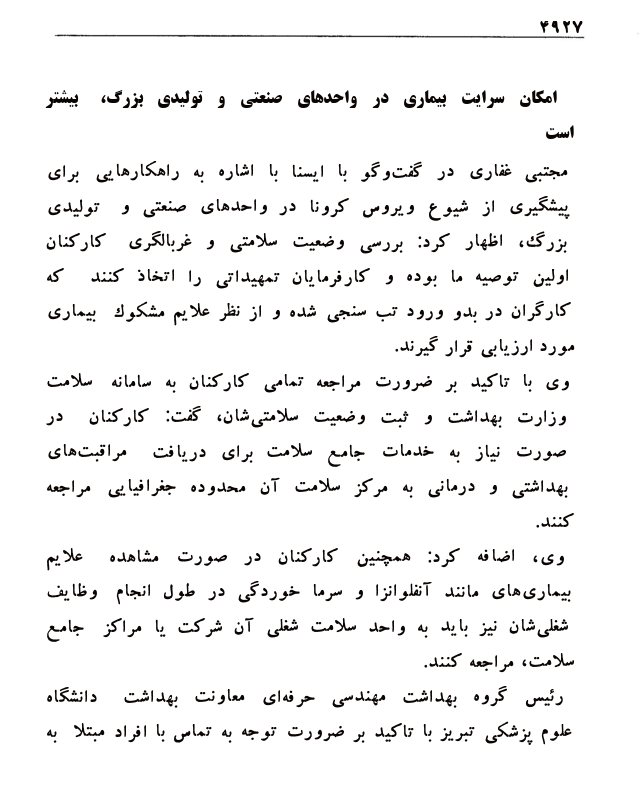 ۴۹۲۷
امکان سرایت بیماری در واحدهای صنعتی و تولیدی بزرگ، بیشتر
است
مجتبی غفاری در گفت‌وگو با ایسنا با اشاره به راهکارهایی برای
پیشگیری از شیوع ویروس کرونا در واحدهای صنعتی و تولیدی
بزرگ، اظهار کرد: بررسی وضعیت سلامتی و غربالگری کارکنان
اولین توصیه ما بوده و کارفرمایان تمهیداتی را اتخاذ کنند که
کارگران در بدو ورود تب سنجی شده و از نظر علایم مشکوک بیماری
مورد ارزیابی قرار گیرند.
وی با تاکید بر ضرورت مراجعه تمامی کارکنان به سامانه سلامت
وزارت بهداشت و ثبت وضعیت سلامتی‌شان، گفت: کارکنان در
صورت نیاز به خدمات جامع سلامت برای دریافت مراقبت‌های
بهداشتی و درمانی به مرکز سلامت آن محدوده جغرافیایی مراجعه
کنند.
وی، اضافه کرد: همچنین کارکنان در صورت مشاهده علایم
بیماری‌های مانند آنفلوانزا و سرما خوردگی در طول انجام وظایف
شغلی‌شان نیز باید به واحد سلامت شغلی آن شرکت یا مراکز جامع
سلامت، مراجعه کنند.
رئیس گروه بهداشت مهندسی حرفه‌ای معاونت بهداشت دانشگاه
علوم پزشکی تبریز با تاکید بر ضرورت توجه به تماس با افراد مبتلا به